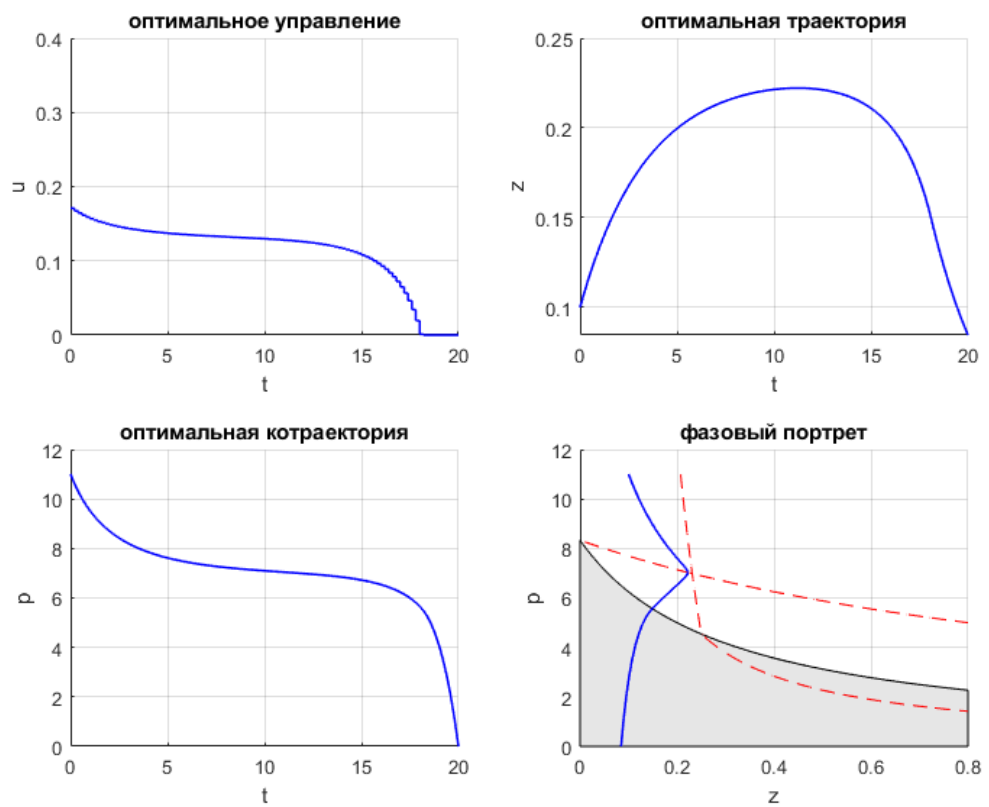 оптимальное управление
0.4
0.3
0.2
0.1
0
u
0 5 10 15 20
t
оптимальная траектория
0.25
0.2
0.15
0.1
z
0 5 10 15 20
t
оптимальная котраектория
12
10
8
6
4
2
0
p
0 5 10 15 20
t
фазовый портрет
12
10
8
6
4
2
0
p
0 0.2 0.4 0.6 0.8
z